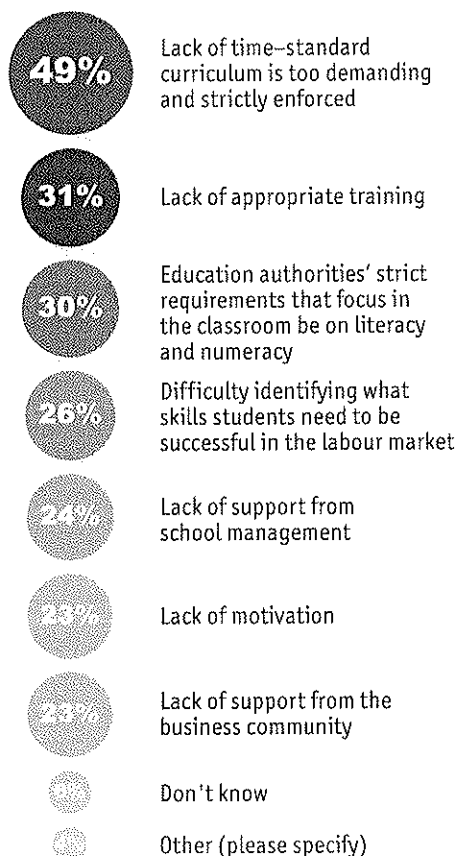 49%
Lack of time–standard
curriculum is too demanding
and strictly enforced
31%
Lack of appropriate training
30%
Education authorities' strict
requirements that focus in
the classroom be on literacy
and numeracy
26%
Difficulty identifying what
skills students need to be
successful in the labour market
24%
Lack of support from
school management
23%
Lack of motivation
23%
Lack of support from the
business community
Don't know
Other (please specify)